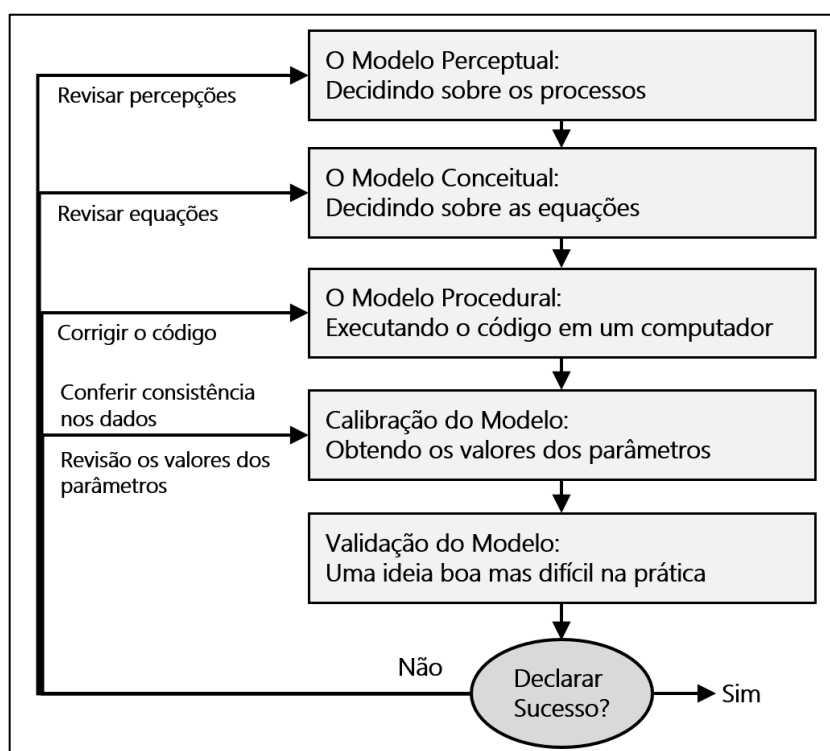 O Modelo Perceptual:
Decidindo sobre os processos
Revisar percepções
O Modelo Conceitual:
Decidindo sobre as equações
Revisar equações
O Modelo Procedural:
Executando o código em um computador
Corrigir o código
Conferir consistência
nos dados
Calibração do Modelo:
Obtendo os valores dos parâmetros
Revisão os valores dos
parâmetros
Validação do Modelo:
Uma ideia boa mas difícil na prática
Não
Declarar
Sucesso?
Sim